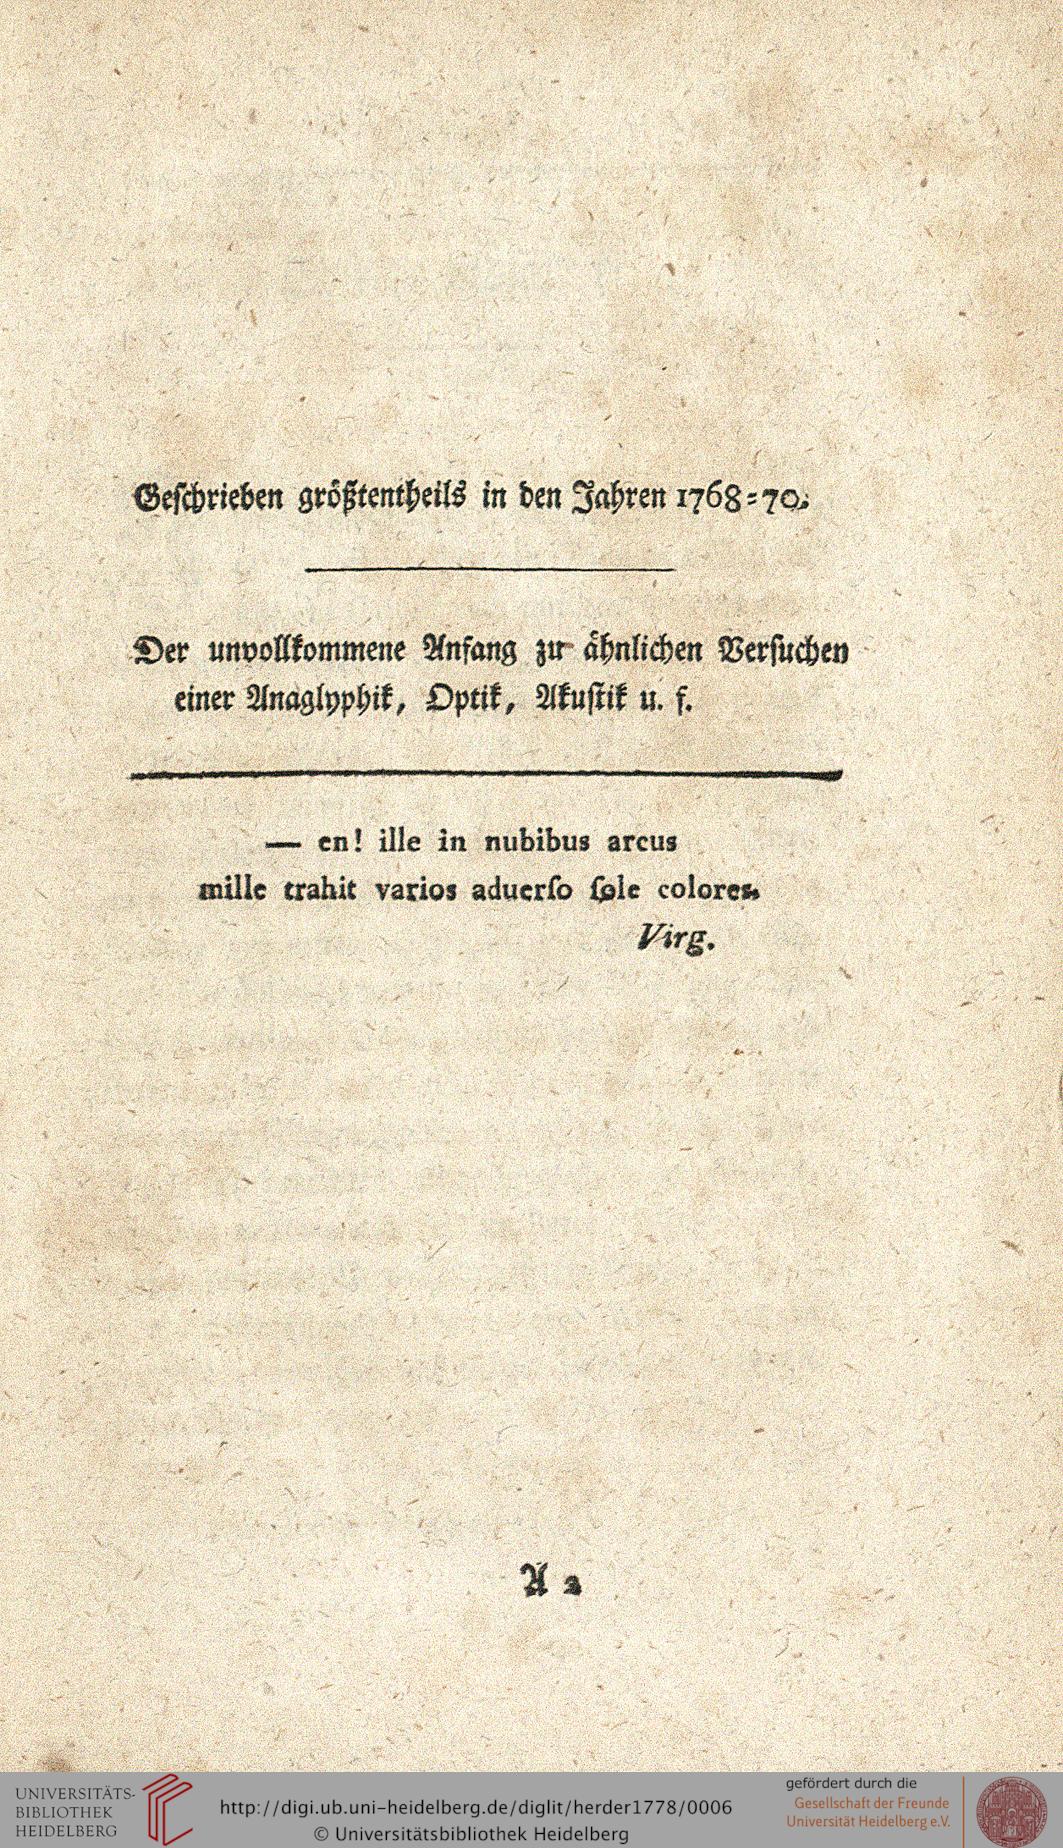 Geſchrieben größtentheils in den Jahren 1768=70.
Der unvollkommene Anfang zu ähnlichen Verſuchen
einer Anaglyphik, Optik, Akuſtik u. f.
— en! ille in nubibus arcus
mille trahit varios aduerſo ſole colores.
Virg.
A 2
UNIVERSITÄTS-
BIBLIOTHEK
HEIDELBERG
http://digi.ub.uni-heidelberg.de/diglit/herder1778/0006
© Universitätsbibliothek Heidelberg
gefördert durch die
Gesellschaft der Freunde
Universität Heidelberg e.V.